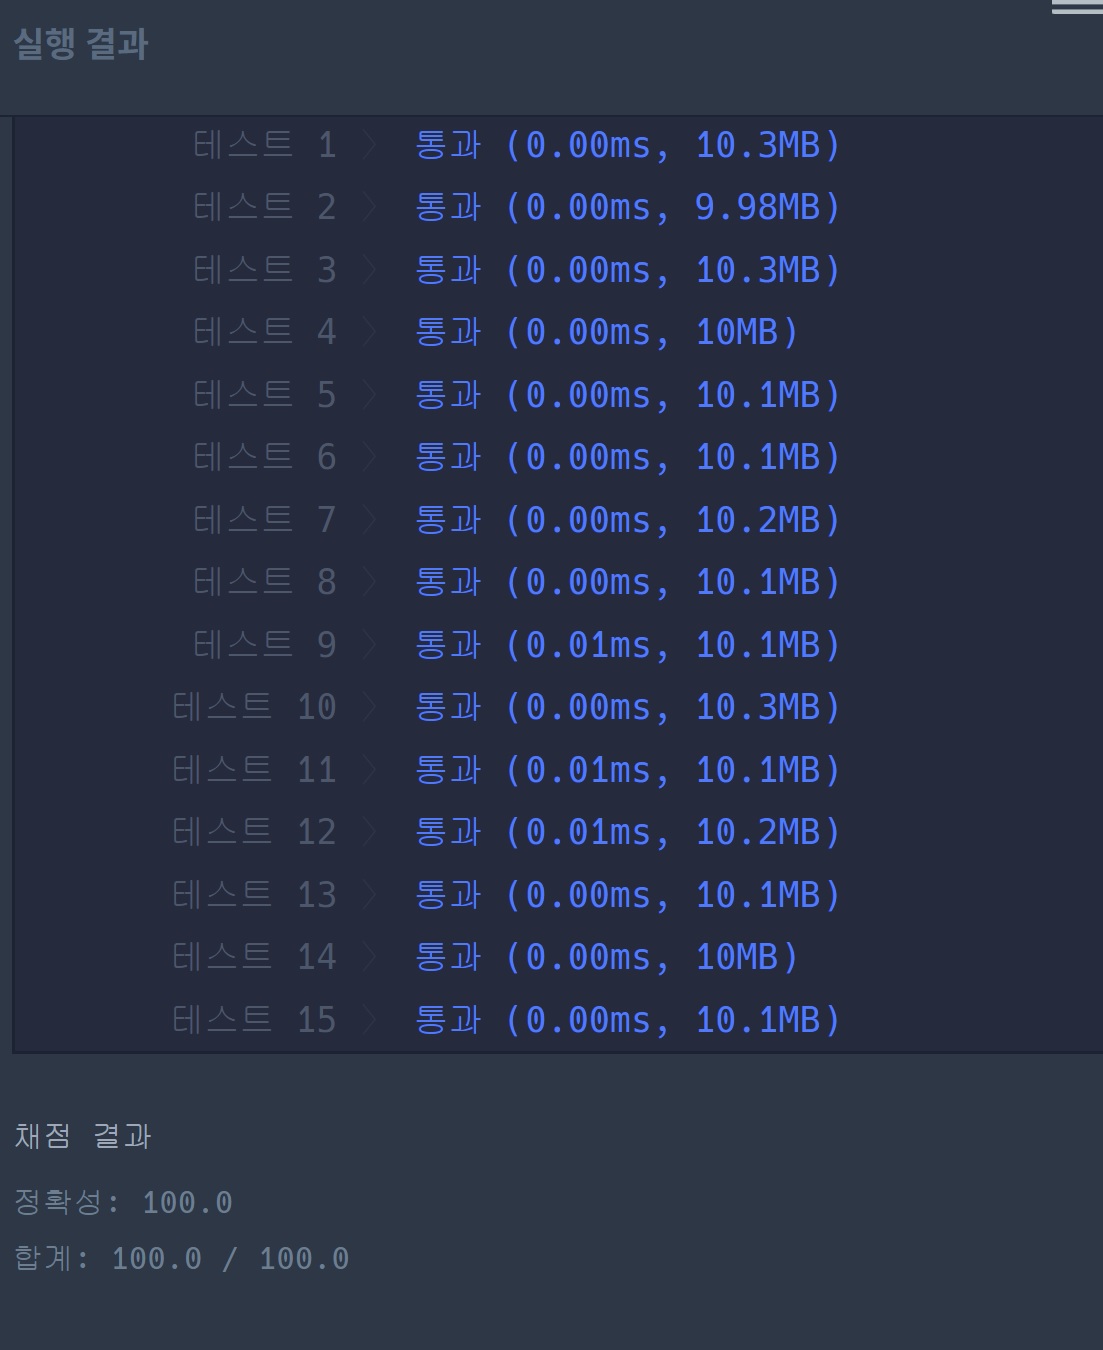 실행 결과
테스트 1 〉 통과 (0.00ms, 10.3MB)
테스트 2 〉 통과 (0.00ms, 9.98MB)
테스트 3 〉 통과 (0.00ms, 10.3MB)
테스트 4 〉 통과 (0.00ms, 10MB)
테스트 5 〉 통과 (0.00ms, 10.1MB)
테스트 6 〉 통과 (0.00ms, 10.1MB)
테스트 7 〉 통과 (0.00ms, 10.2MB)
테스트 8 〉 통과 (0.00ms, 10.1MB)
테스트 9 〉 통과 (0.01ms, 10.1MB)
테스트 10 〉 통과 (0.00ms, 10.3MB)
테스트 11 〉 통과 (0.01ms, 10.1MB)
테스트 12 〉 통과 (0.01ms, 10.2MB)
테스트 13 〉 통과 (0.00ms, 10.1MB)
테스트 14 〉 통과 (0.00ms, 10MB)
테스트 15 〉 통과 (0.00ms, 10.1MB)
채점 결과
정확성: 100.0
합계: 100.0 / 100.0